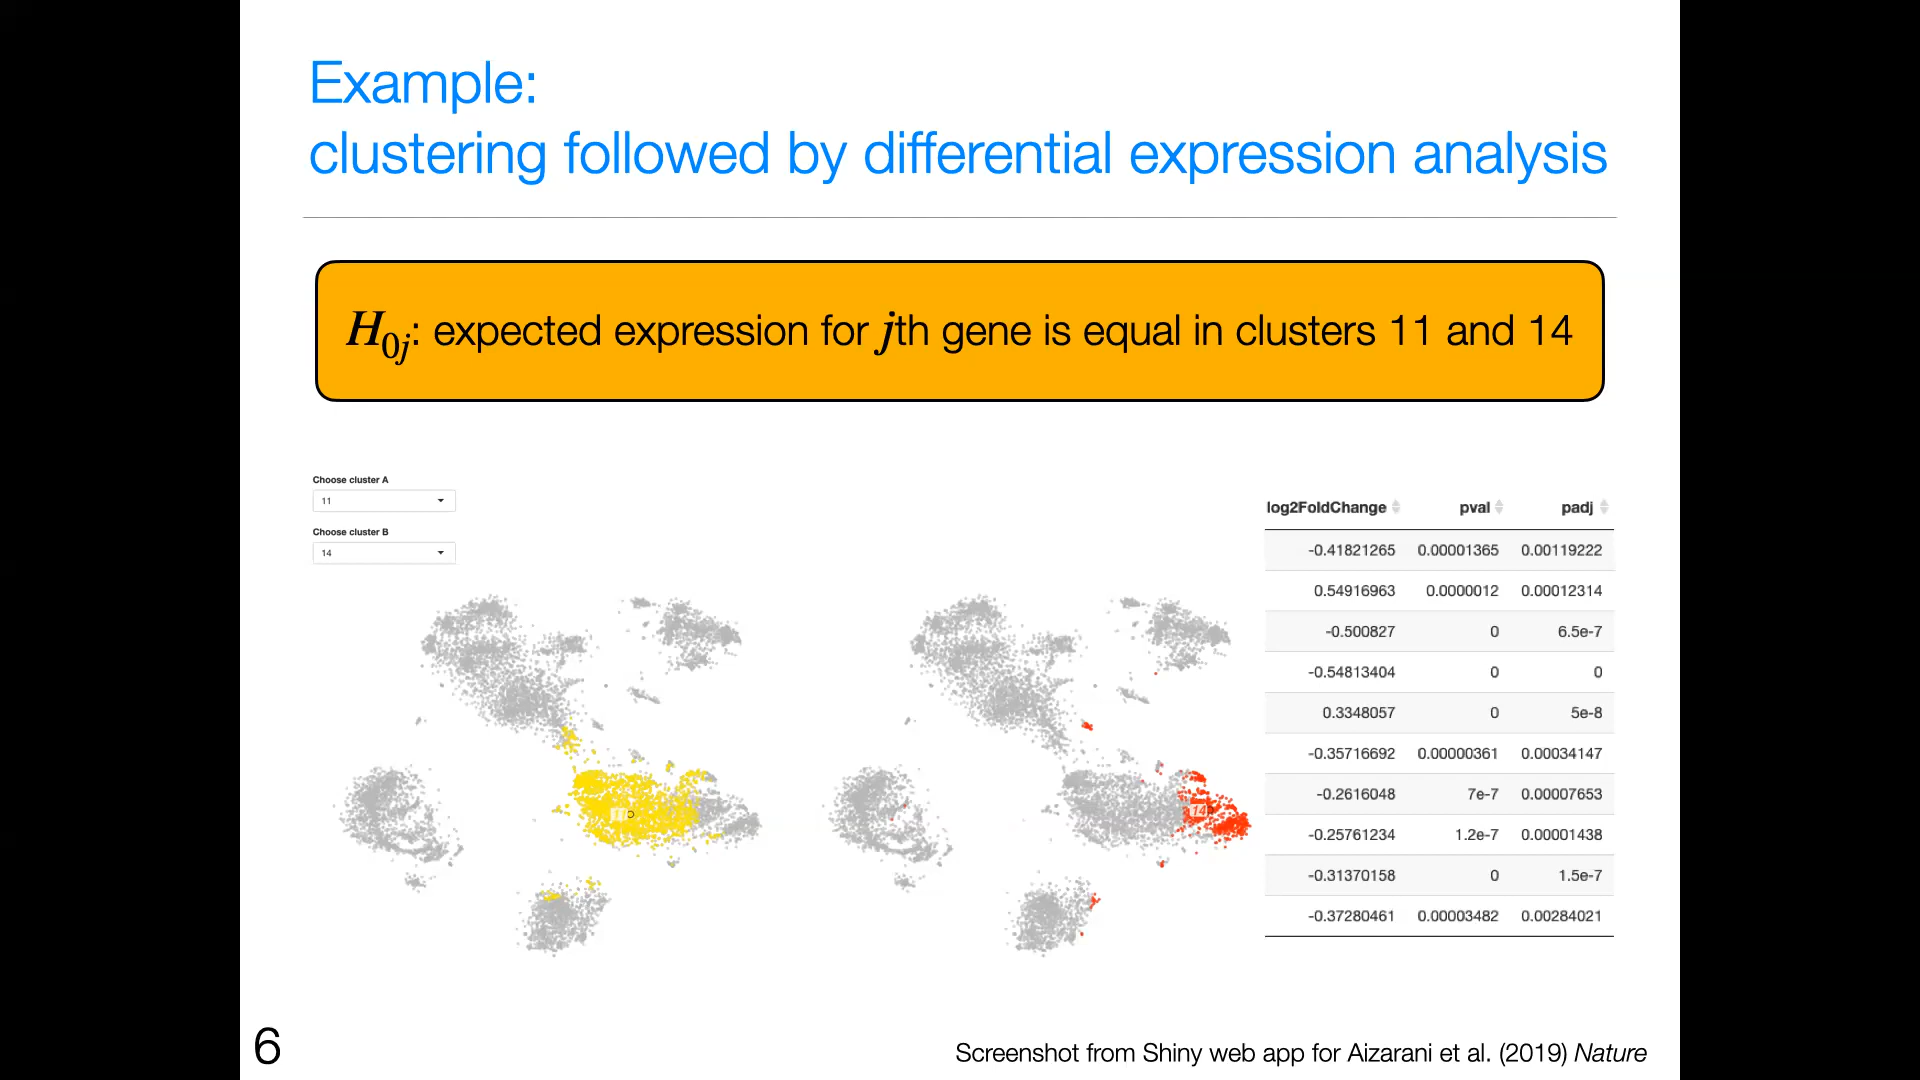 Example:
clustering followed by differential expression analysis
H0j: expected expression for jth gene is equal in clusters 11 and 14
Choose cluster A
11
Choose cluster B
14
11
14
log2FoldChange pval padj
-0.41821265 0.00001365 0.00119222
0.54916963 0.0000012 0.00012314
-0.500827 0 6.5e-7
-0.54813404 0 0
0.3348057 0 5e-8
-0.35716692 0.00000361 0.00034147
-0.2616048 7e-7 0.00007653
-0.25761234 1.2e-7 0.00001438
-0.31370158 0 1.5e-7
-0.37280461 0.00003482 0.00284021
6
Screenshot from Shiny web app for Aizarani et al. (2019) Nature